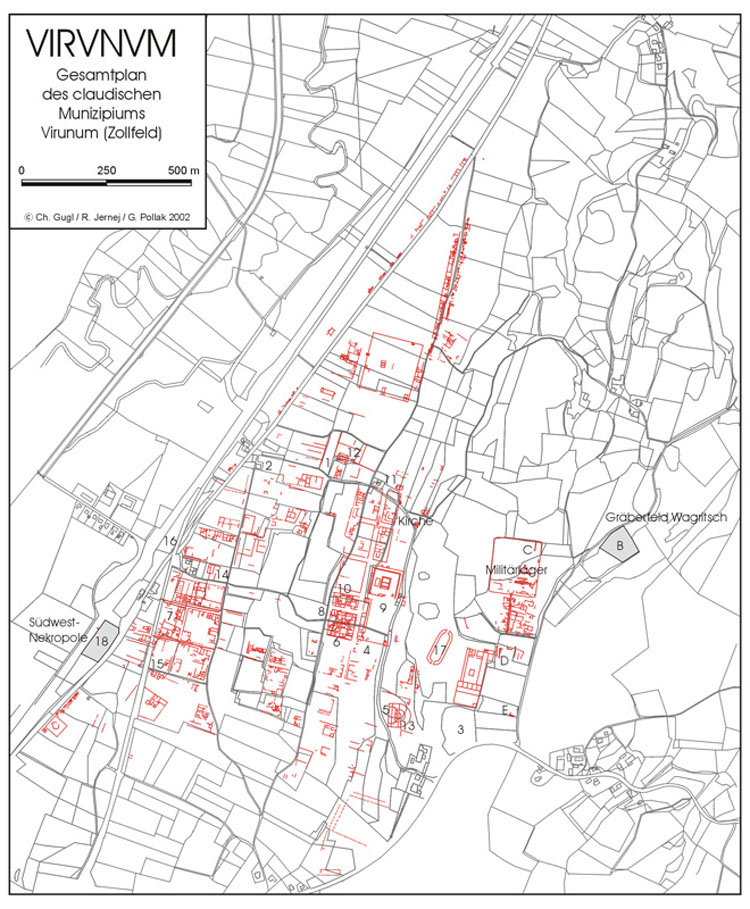 VIRVNVM
Gesamtplan
des claudischen
Munizipiums
Virunum (Zollfeld)
0 250 500 m
© Ch. Gugl / R. Jernej / G. Pollak 2002
1 12
2
1
Kirche
Gräberfeld Wagritsch
B
C
Militärlager
16
14
10
9
8
7
6
4
17
D
Südwest-
Nekropole
18
15
5
13
3
E
C